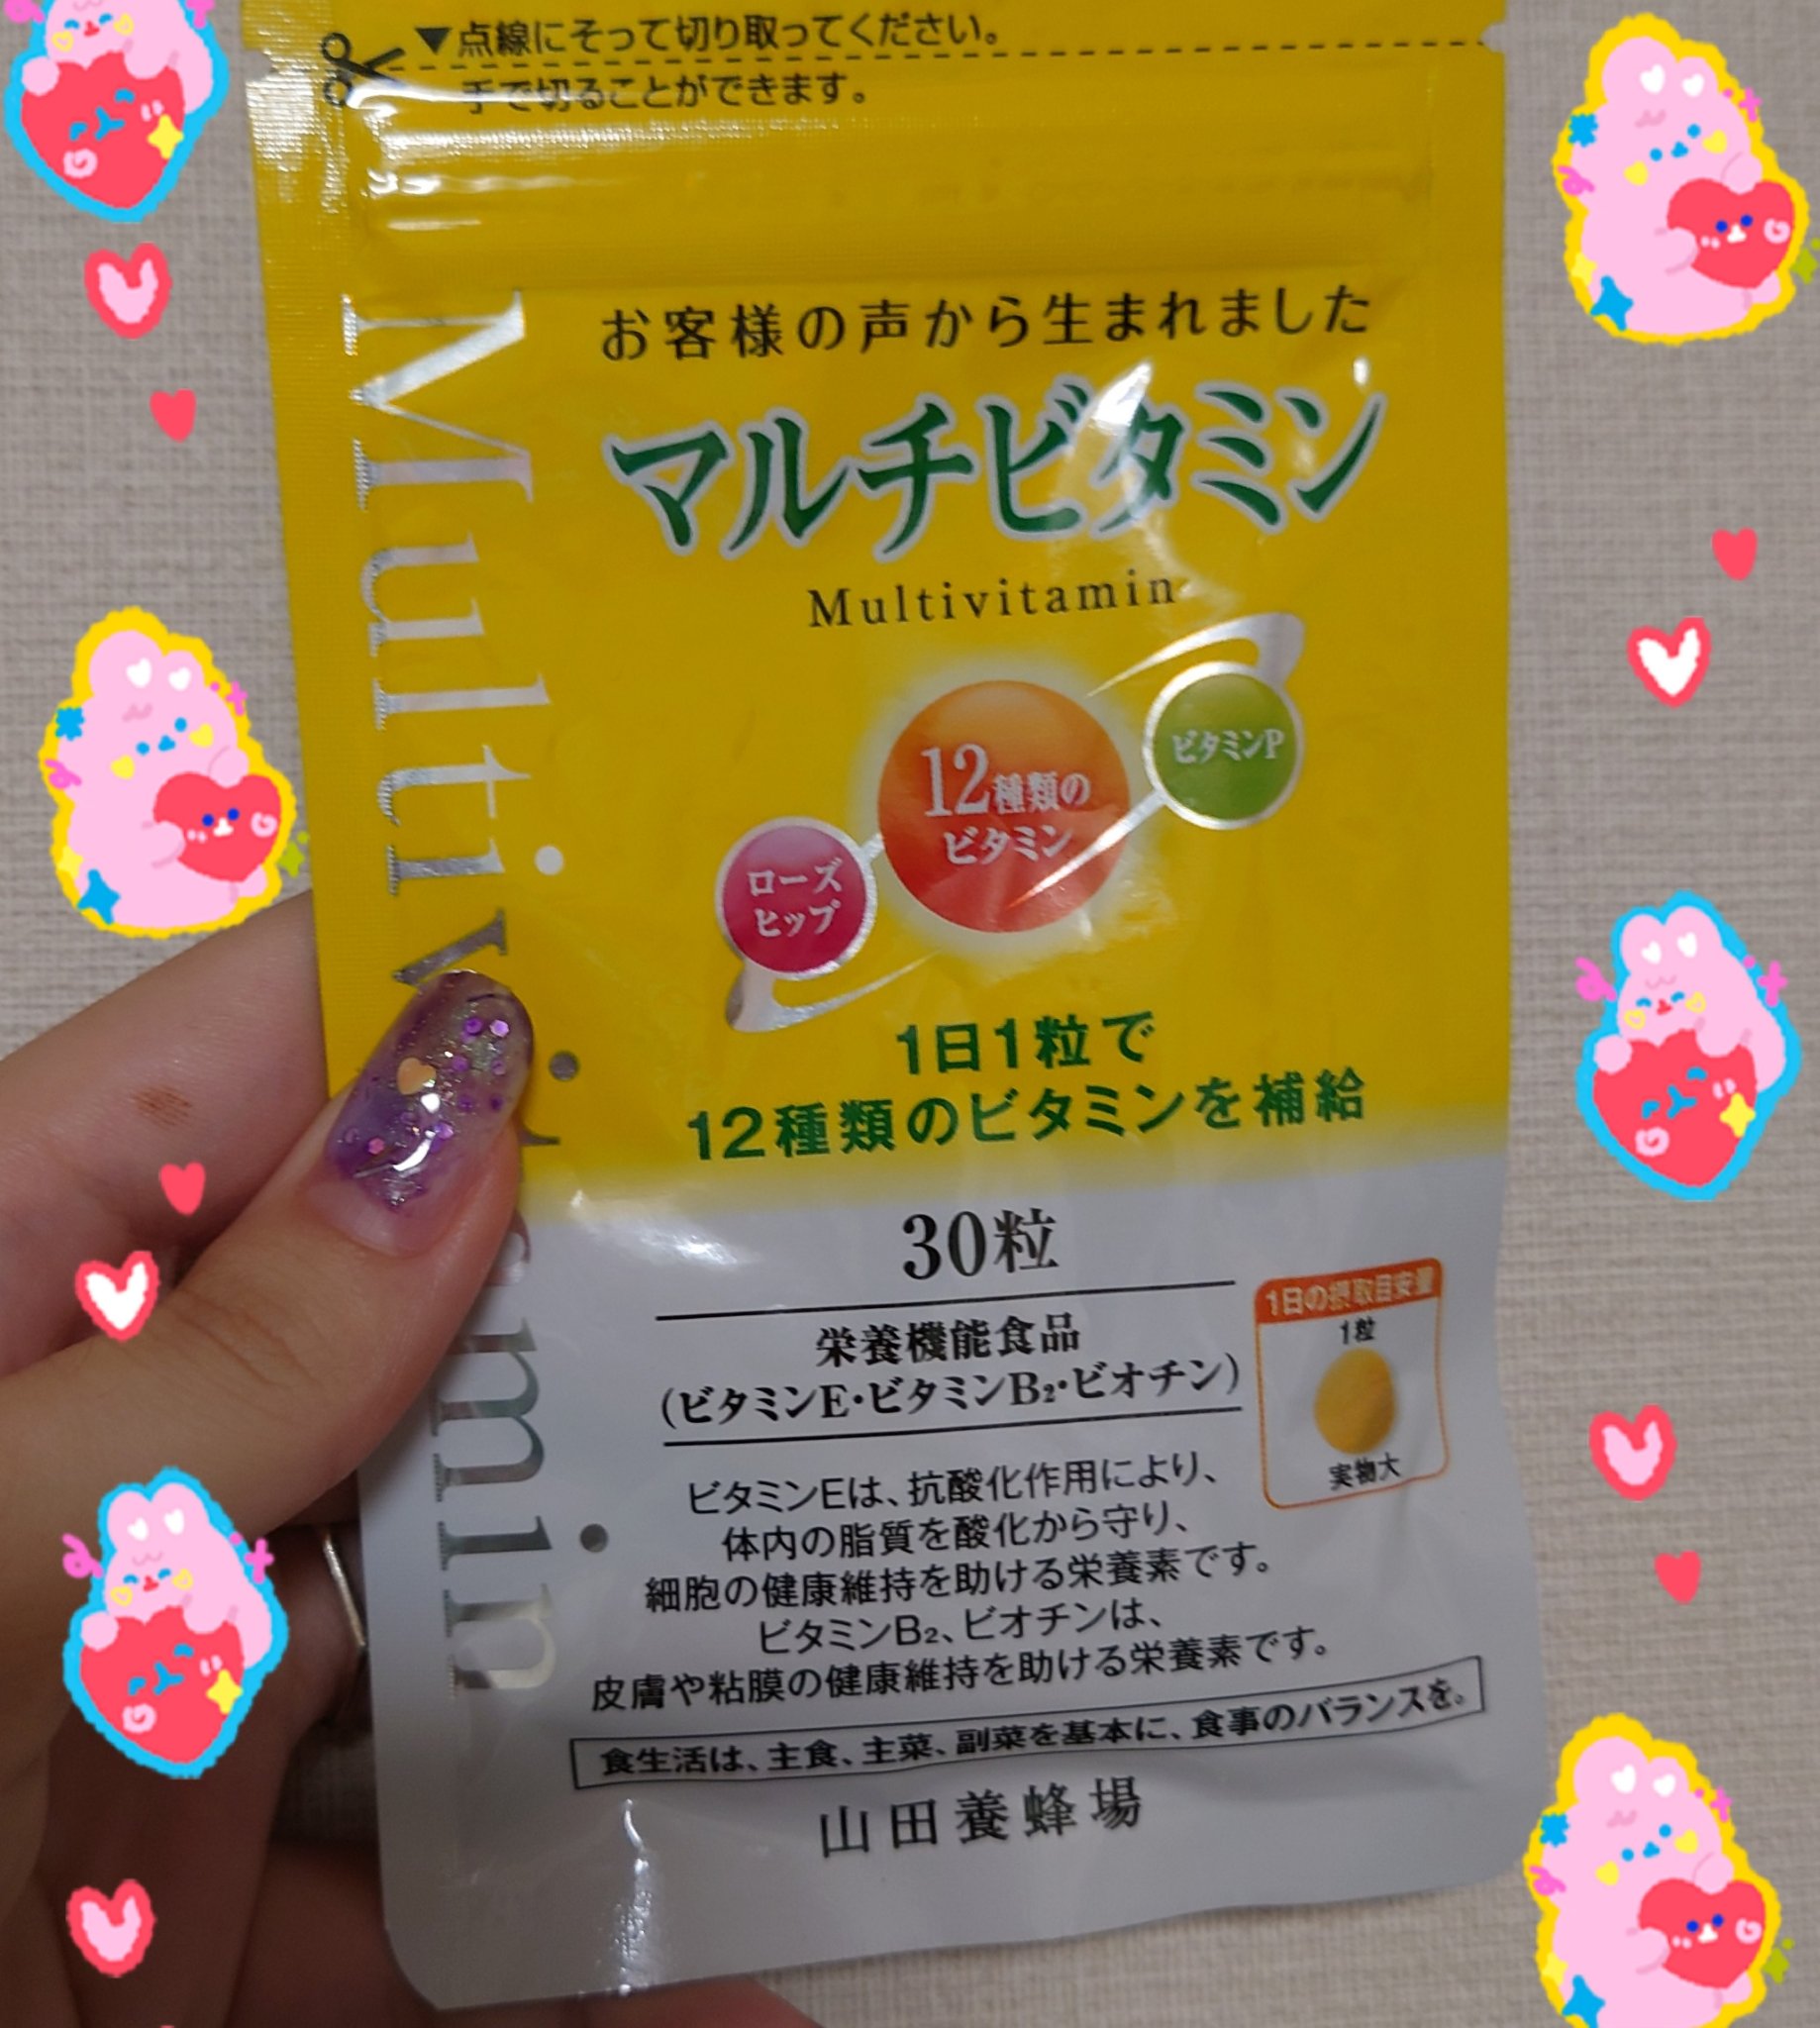 ▼点線にそって切り取ってください。
手で切ることができます。
お客様の声から生まれました
マルチビタミン
Multivitamin
12種類の
ビタミン
ビタミンP
ローズ
ヒップ
1日1粒で
12種類のビタミンを補給
30粒
栄養機能食品
(ビタミンE・ビタミンB₂・ビオチン)
1日の摂取目安量
1粒
実物大
ビタミンEは、抗酸化作用により、
体内の脂質を酸化から守り、
細胞の健康維持を助ける栄養素です。
ビタミンB₂、ビオチンは、
皮膚や粘膜の健康維持を助ける栄養素です。
食生活は、主食、主菜、副菜を基本に、食事のバランスを。
山田養蜂場